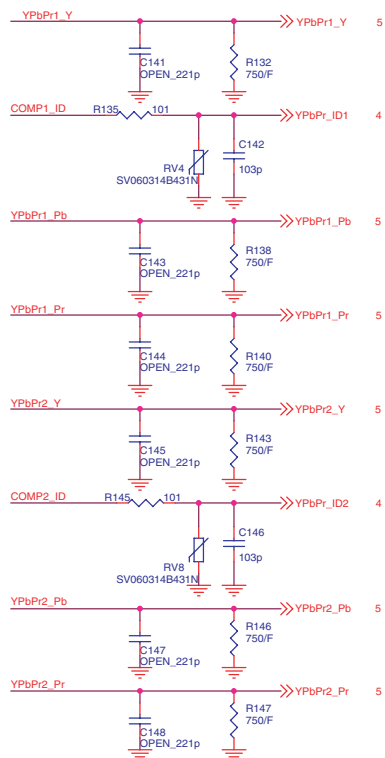 YPbPr1_Y
YPbPr1_Y 5
C141
OPEN_221p
R132
750/F
COMP1_ID
R135 101
YPbPr_ID1 4
RV4
SV060314B431N
C142
103p
YPbPr1_Pb
YPbPr1_Pb 5
C143
OPEN_221p
R138
750/F
YPbPr1_Pr
YPbPr1_Pr 5
C144
OPEN_221p
R140
750/F
YPbPr2_Y
YPbPr2_Y 5
C145
OPEN_221p
R143
750/F
COMP2_ID
R145 101
YPbPr_ID2 4
RV8
SV060314B431N
C146
103p
YPbPr2_Pb
YPbPr2_Pb 5
C147
OPEN_221p
R146
750/F
YPbPr2_Pr
YPbPr2_Pr 5
C148
OPEN_221p
R147
750/F